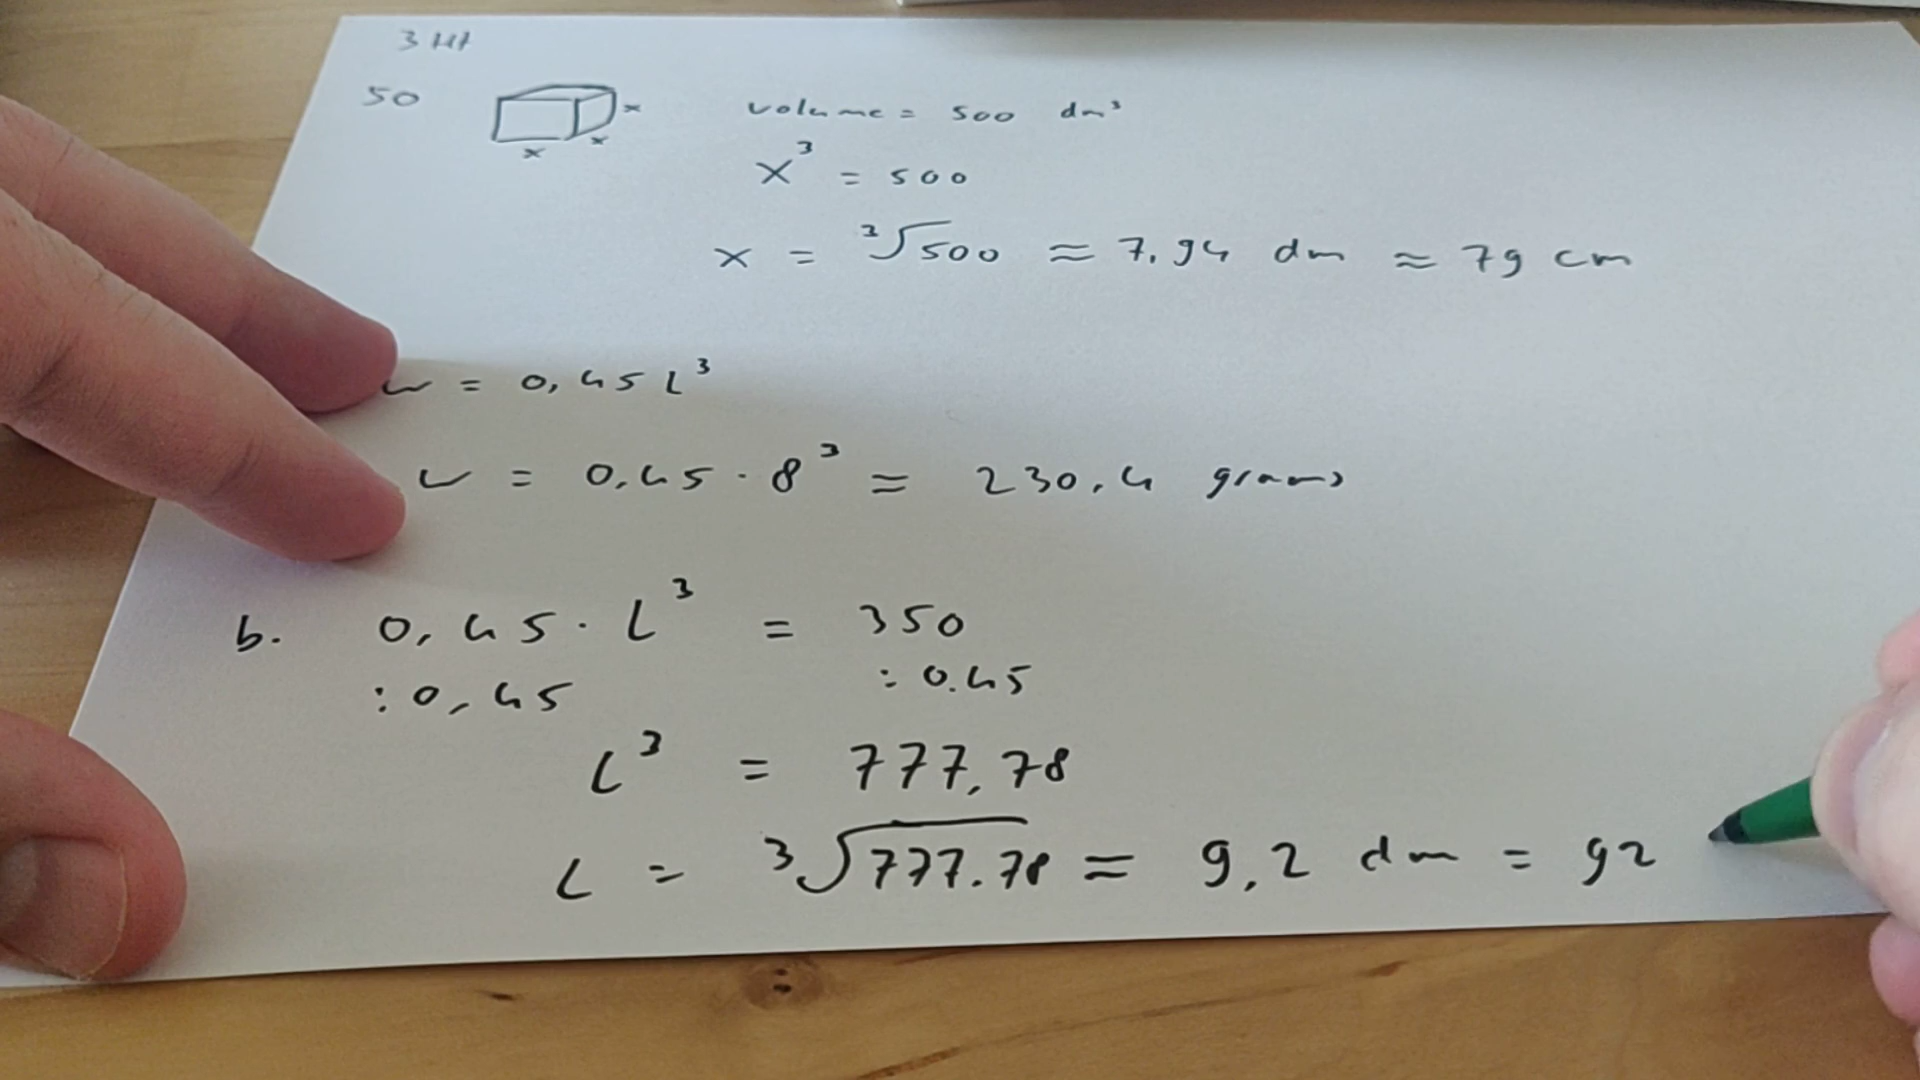 3 H1
50
x
x
x
volume = 500 dm³
x³ = 500
x = ³√500 ≈ 7.94 dm ≈ 79 cm
w = 0,45 L³
w = 0.45 · 8³ = 230.4 grams
b. 0,45 · L³ = 350
: 0,45 : 0.45
L³ = 777,78
L = ³√777.78 ≈ 9,2 dm = 92